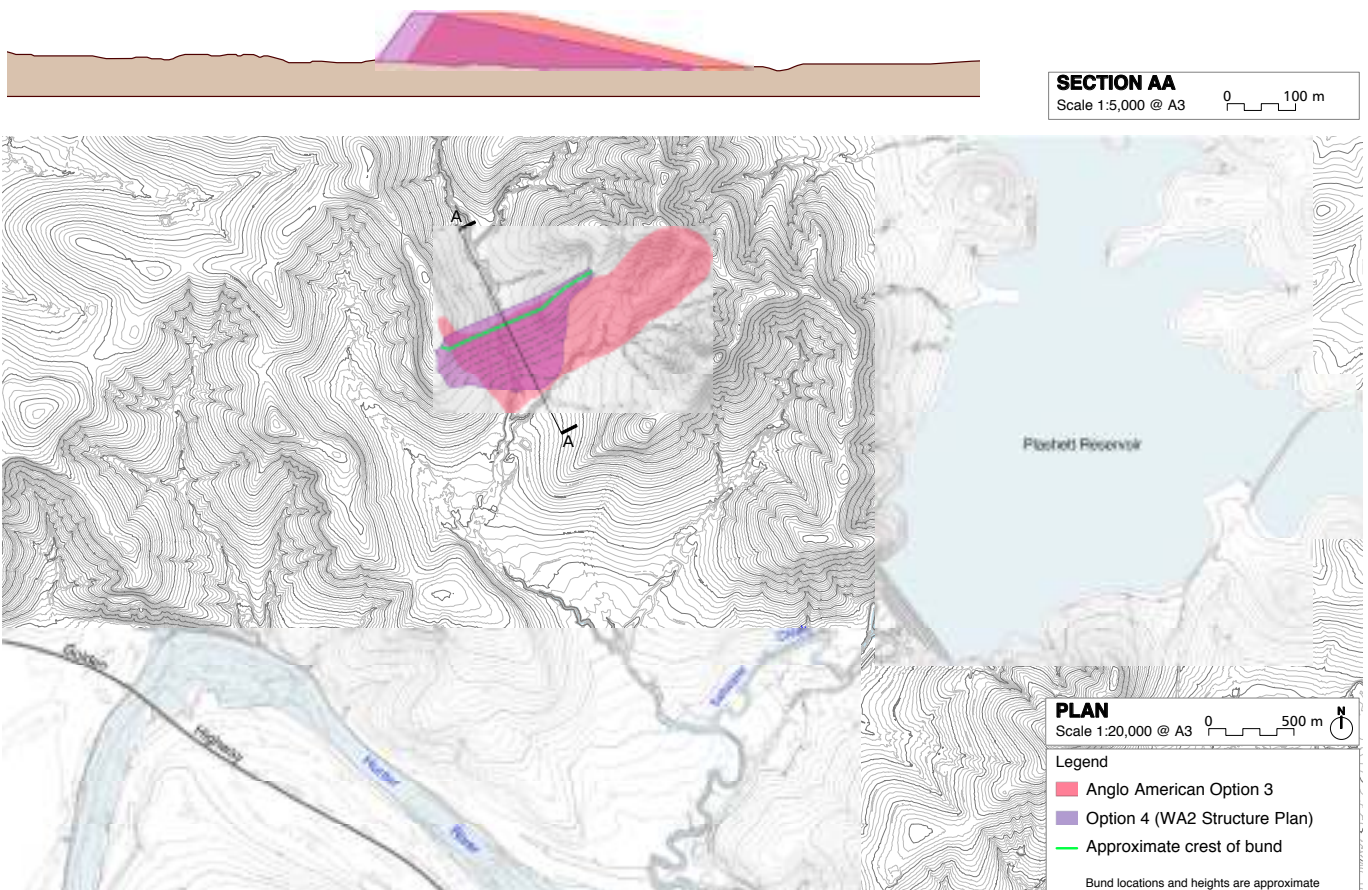 SECTION AA
Scale 1:5,000 @ A3
0 100 m
A
A
Plashett Reservoir
Golden
Highway
Hunter
River
Saltwater
Creek
PLAN
Scale 1:20,000 @ A3
0 500 m
N
Legend
Anglo American Option 3
Option 4 (WA2 Structure Plan)
Approximate crest of bund
Bund locations and heights are approximate